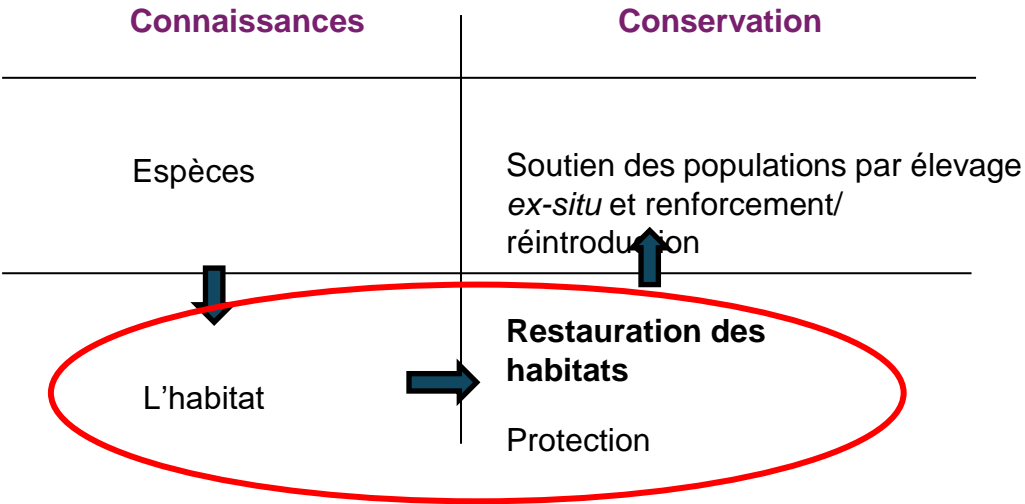 Connaissances
Conservation
Espèces
Soutien des populations par élevage
ex-situ et renforcement/
réintroduction
L'habitat
Restauration des
habitats
Protection